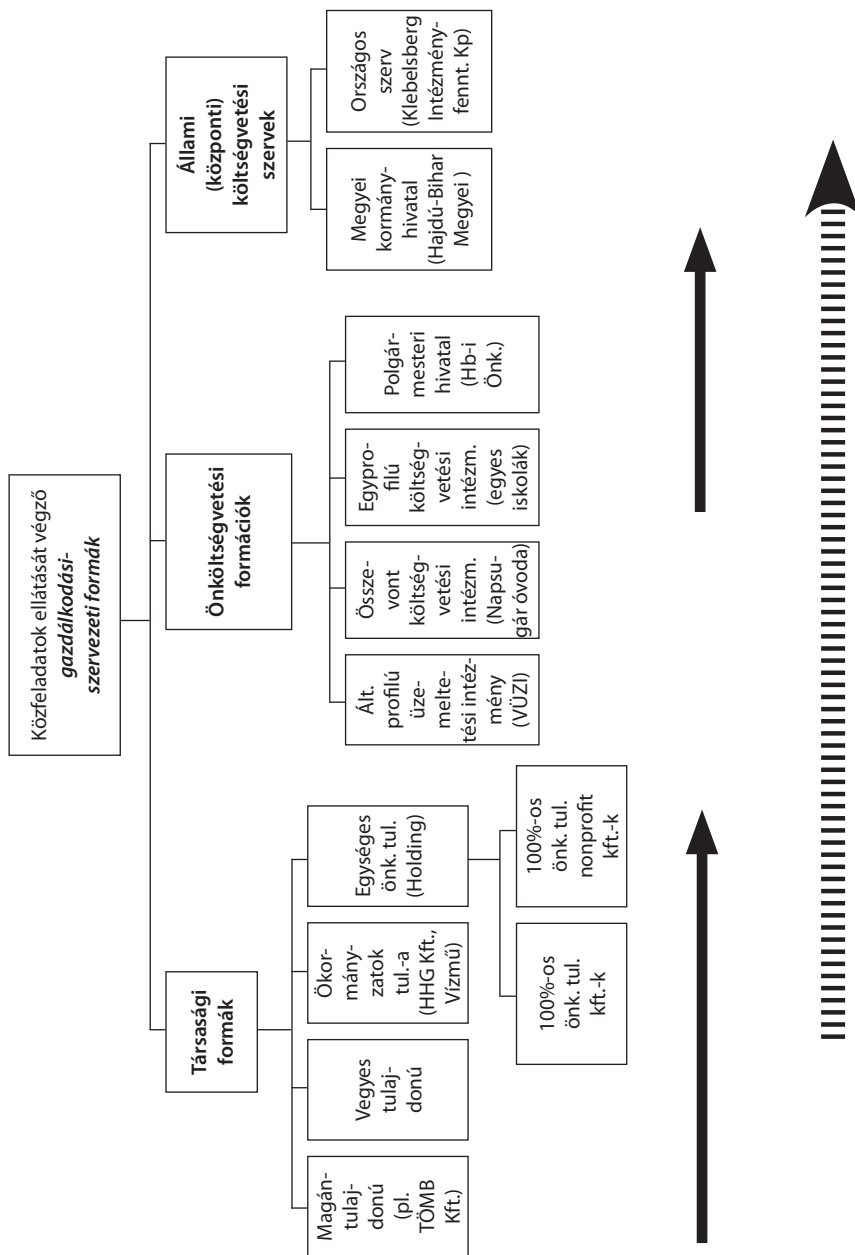 Közfeladatok ellátását végző
gazdálkodási-
szervezeti formák
Társasági
formák
Önköltségvetési
formációk
Állami
(központi)
költségvetési
szervek
Magán-
tulaj-
donú
(pl.
TÖMB
Kft.)
Vegyes
tulaj-
donú
Ökor-
mány-
zatok
tul.-a
(HHG Kft.,
Vízmű)
Egységes
önk. tul.
(Holding)
Ált.
profilú
üze-
melte-
tési intéz-
mény
(VÜZI)
Össze-
vont
költség-
vetési
intézm.
(Napsu-
gár óvoda)
Egypro-
filú
költség-
vetési
intézm.
(egyes
iskolák)
Polgár-
mesteri
hivatal
(Hb-i
Önk.)
Megyei
kormány-
hivatal
(Hajdú-Bihar
Megyei )
Országos
szerv
(Klebelsberg
Intézmény-
fennt. Kp)
100%-os
önk. tul.
kft.-k
100%-os
önk. tul.
nonprofit
kft.-k